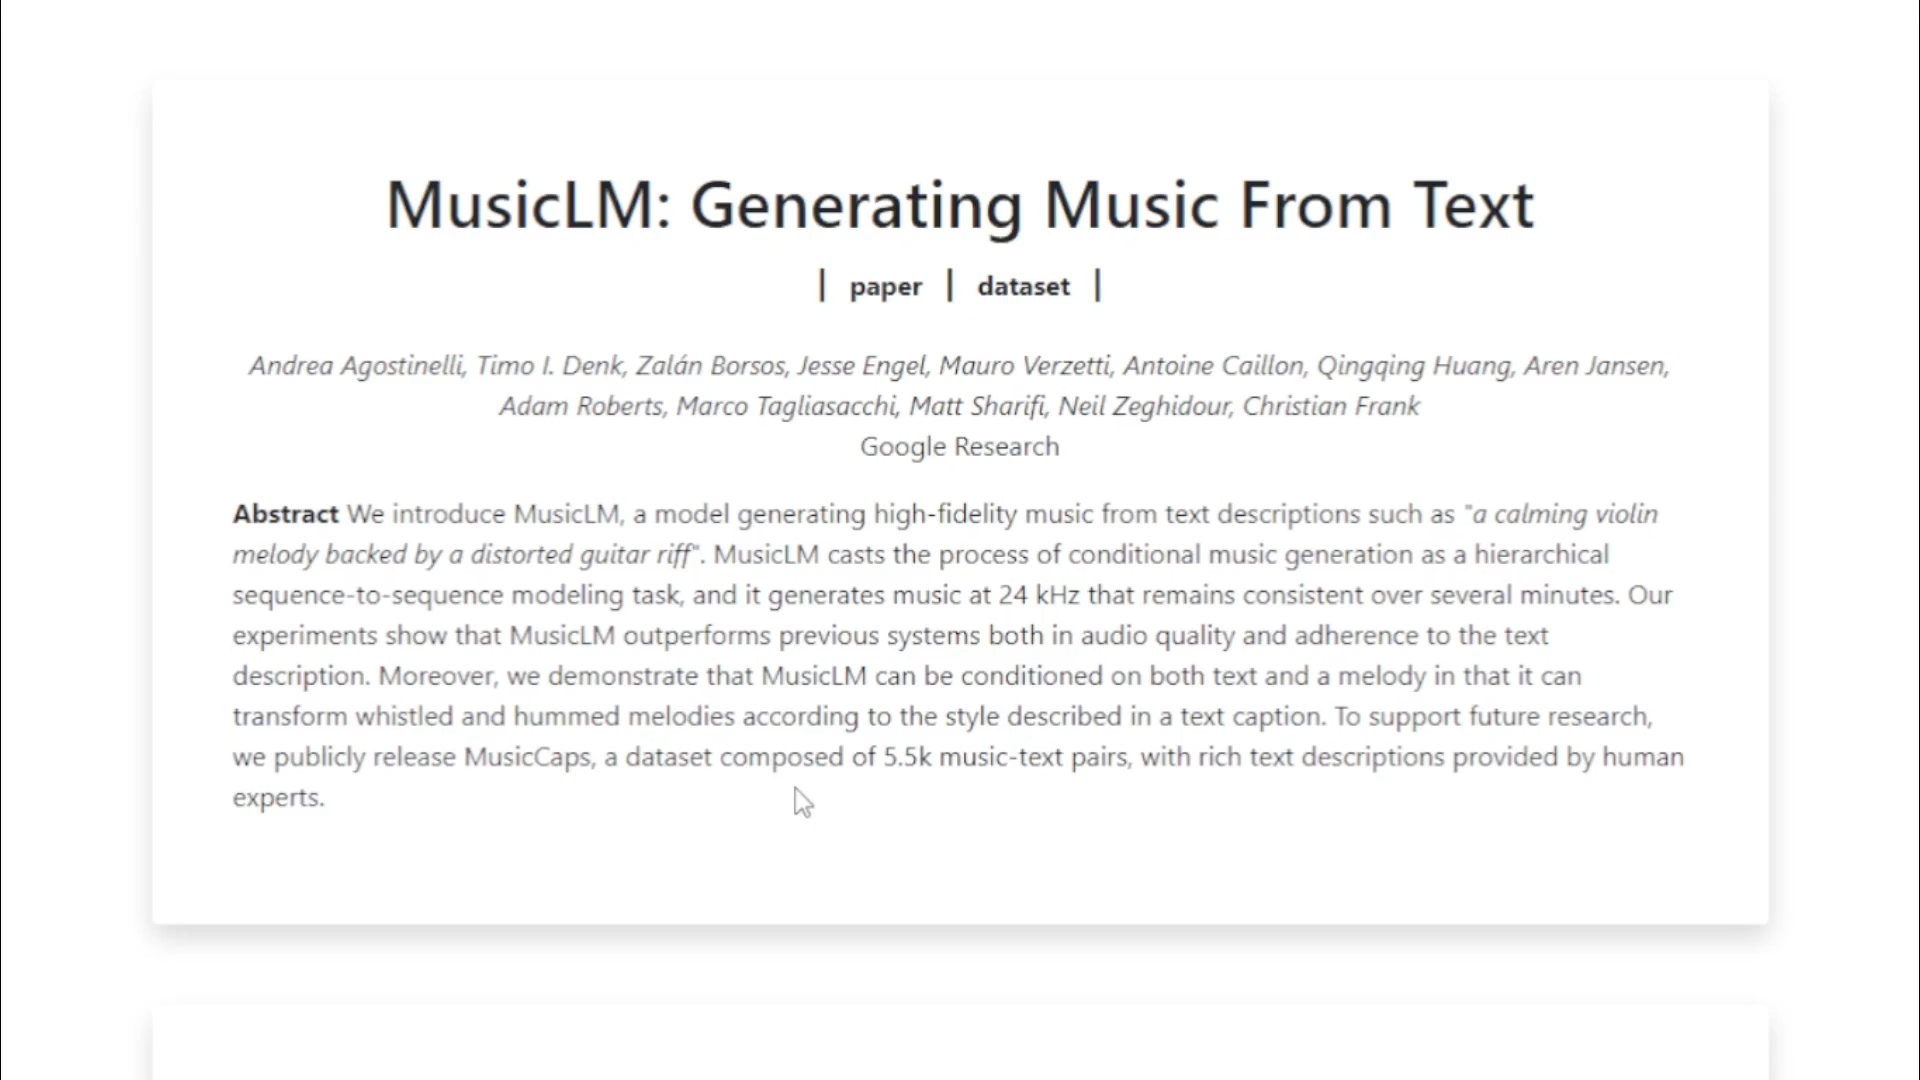 MusicLM: Generating Music From Text
| paper | dataset |
Andrea Agostinelli, Timo I. Denk, Zalán Borsos, Jesse Engel, Mauro Verzetti, Antoine Caillon, Qingqing Huang, Aren Jansen,
Adam Roberts, Marco Tagliasacchi, Matt Sharifi, Neil Zeghidour, Christian Frank
Google Research
Abstract We introduce MusicLM, a model generating high-fidelity music from text descriptions such as "a calming violin
melody backed by a distorted guitar riff". MusicLM casts the process of conditional music generation as a hierarchical
sequence-to-sequence modeling task, and it generates music at 24 kHz that remains consistent over several minutes. Our
experiments show that MusicLM outperforms previous systems both in audio quality and adherence to the text
description. Moreover, we demonstrate that MusicLM can be conditioned on both text and a melody in that it can
transform whistled and hummed melodies according to the style described in a text caption. To support future research,
we publicly release MusicCaps, a dataset composed of 5.5k music-text pairs, with rich text descriptions provided by human
experts.